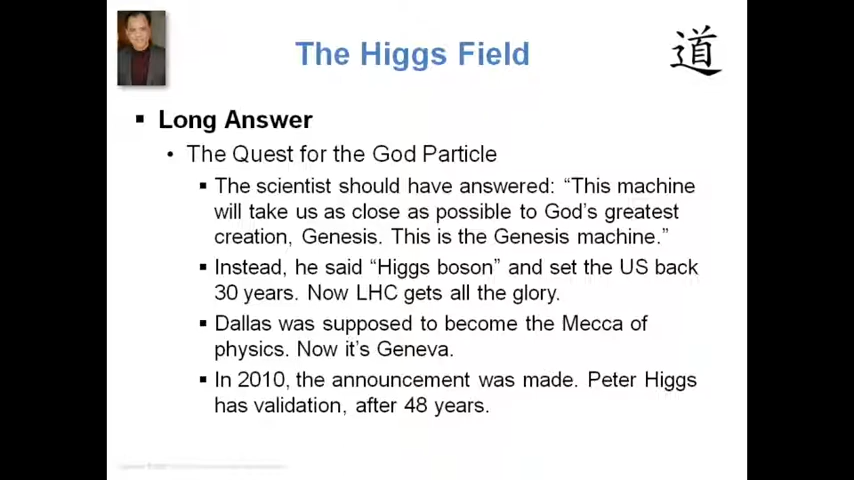 The Higgs Field
道
▪ Long Answer
• The Quest for the God Particle
▪ The scientist should have answered: “This machine
will take us as close as possible to God’s greatest
creation, Genesis. This is the Genesis machine.”
▪ Instead, he said “Higgs boson” and set the US back
30 years. Now LHC gets all the glory.
▪ Dallas was supposed to become the Mecca of
physics. Now it’s Geneva.
▪ In 2010, the announcement was made. Peter Higgs
has validation, after 48 years.